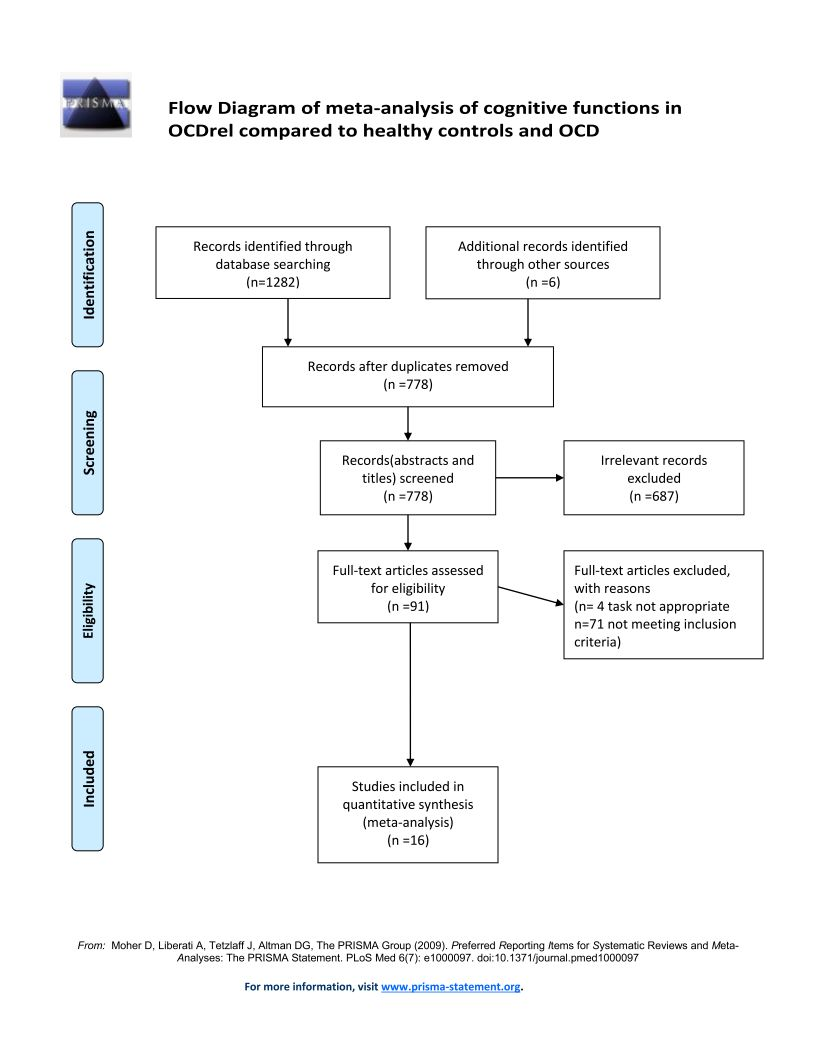 PRISMA
Flow Diagram of meta-analysis of cognitive functions in
OCDrel compared to healthy controls and OCD
Identification
Records identified through
database searching
(n=1282)
Additional records identified
through other sources
(n =6)
Records after duplicates removed
(n =778)
Screening
Records(abstracts and
titles) screened
(n =778)
Irrelevant records
excluded
(n =687)
Eligibility
Full-text articles assessed
for eligibility
(n =91)
Full-text articles excluded,
with reasons
(n= 4 task not appropriate
n=71 not meeting inclusion
criteria)
Included
Studies included in
quantitative synthesis
(meta-analysis)
(n =16)
From: Moher D, Liberati A, Tetzlaff J, Altman DG, The PRISMA Group (2009). Preferred Reporting Items for Systematic Reviews and Meta-
Analyses: The PRISMA Statement. PLoS Med 6(7): e1000097. doi:10.1371/journal.pmed1000097
For more information, visit www.prisma-statement.org.